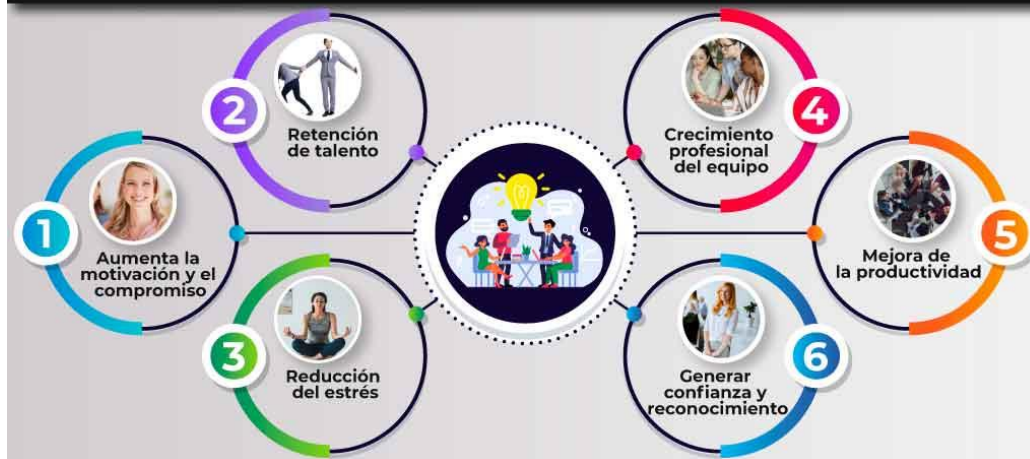 1
Aumenta la
motivación y el
compromiso
2
Retención
de talento
3
Reducción
del estrés
4
Crecimiento
profesional
del equipo
5
Mejora de
la productividad
6
Generar
confianza y
reconocimiento